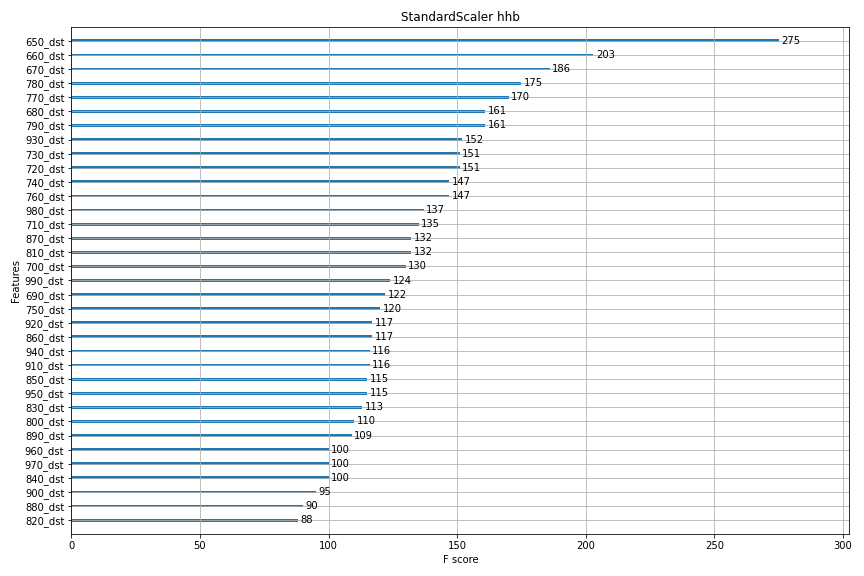 StandardScaler hhb
650_dst 275
660_dst 203
670_dst 186
780_dst 175
770_dst 170
680_dst 161
790_dst 161
930_dst 152
730_dst 151
720_dst 151
740_dst 147
760_dst 147
980_dst 137
710_dst 135
870_dst 132
810_dst 132
700_dst 130
990_dst 124
690_dst 122
750_dst 120
920_dst 117
860_dst 117
940_dst 116
910_dst 116
850_dst 115
950_dst 115
830_dst 113
800_dst 110
890_dst 109
960_dst 100
970_dst 100
840_dst 100
900_dst 95
880_dst 90
820_dst 88
Features
0 50 100 150 200 250 300
F score